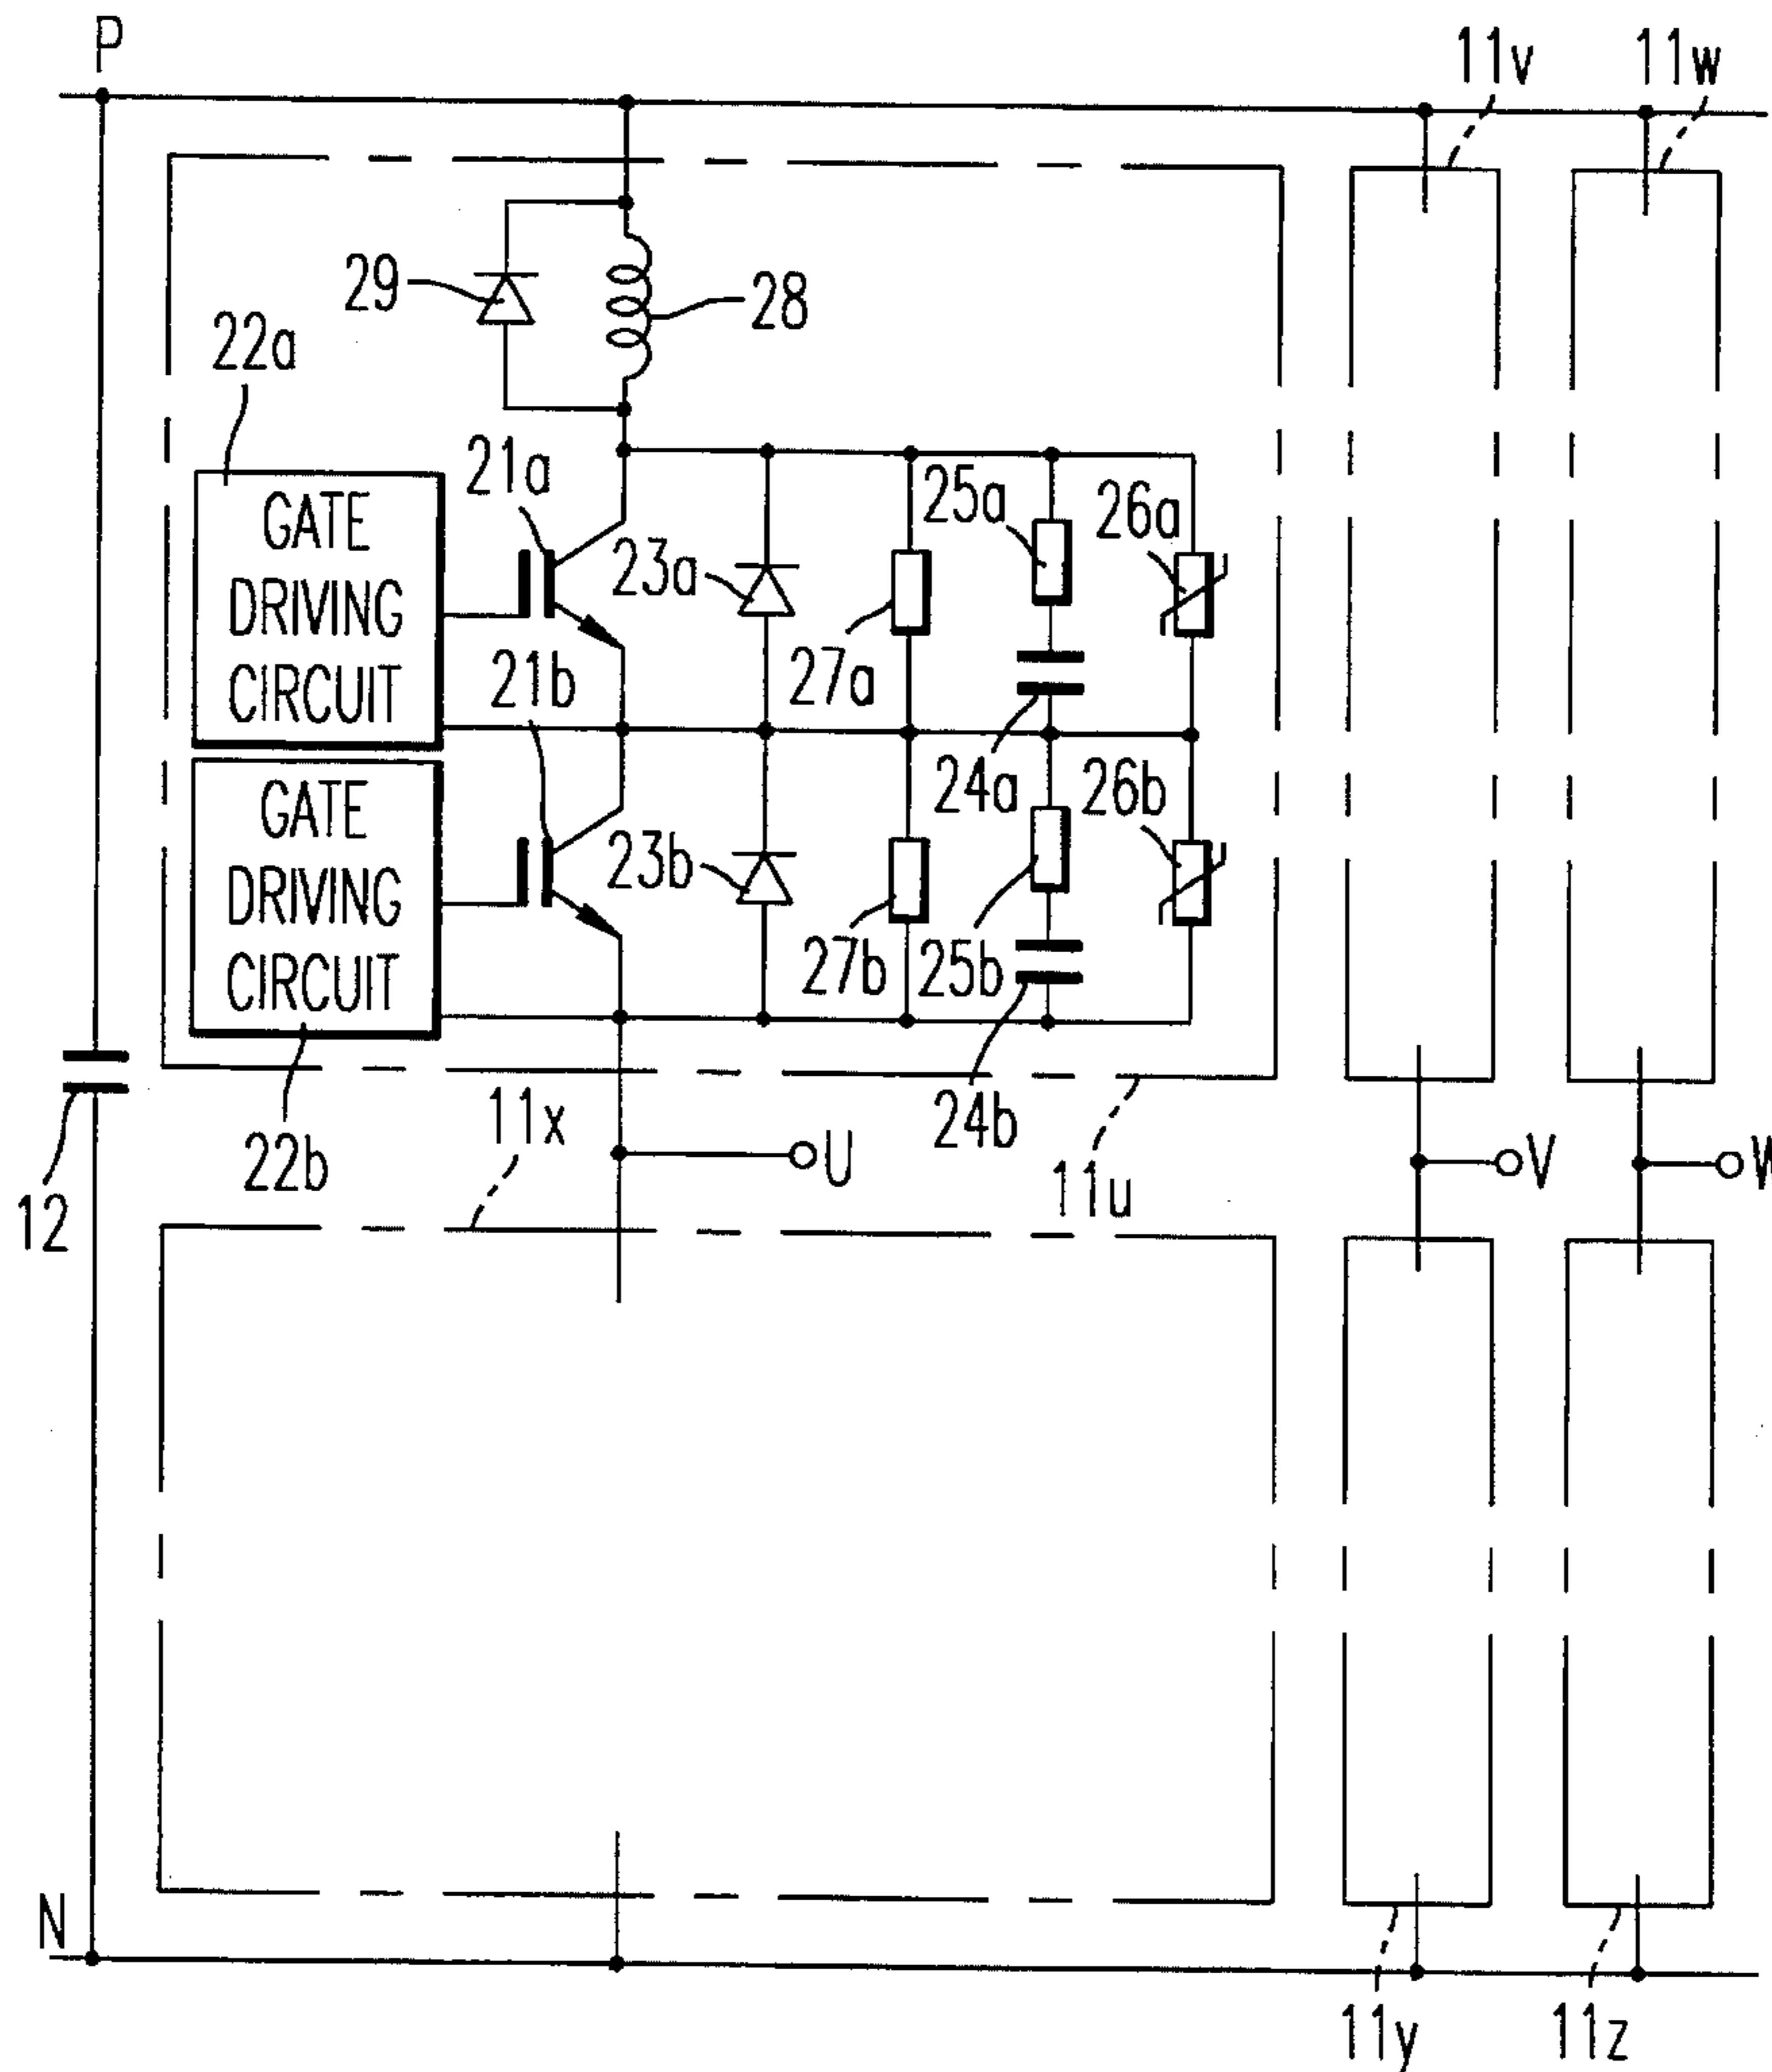 P
11v
11w
29
28
22a
21a
25a
26a
GATE
DRIVING
CIRCUIT
23a
21b
27a
24a
26b
GATE
DRIVING
CIRCUIT
23b
27b
25b
11x
24b
22b
U
11u
V
W
12
N
11y
11z